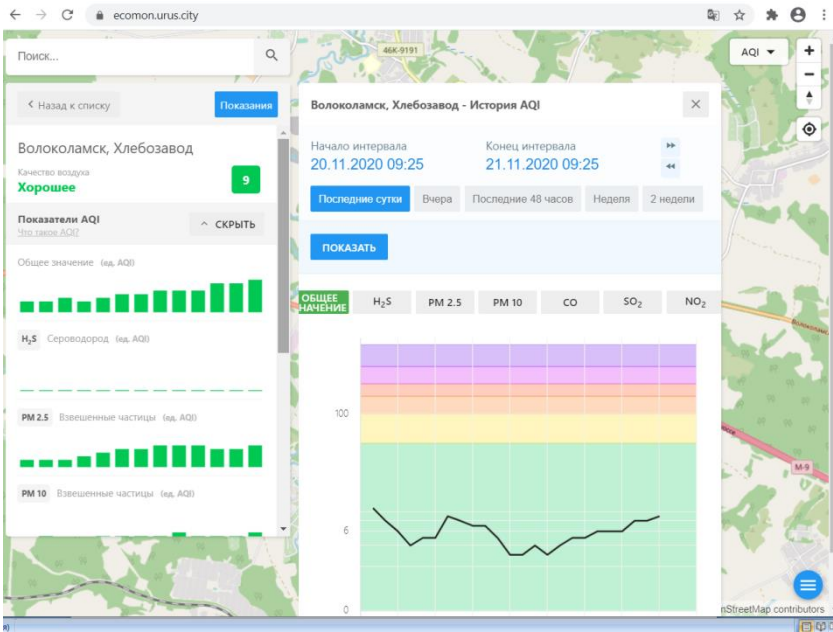 ecomon.urus.city
Поиск...
46K-9191
AQI
Назад к списку
Показания
Волоколамск, Хлебозавод
Качество воздуха
Хорошее
9
Показатели AQI
Что такое AQI?
СКРЫТЬ
Общее значение (ед. AQI)
H₂S Сероводород (ед. AQI)
PM 2.5 Взвешенные частицы (ед. AQI)
PM 10 Взвешенные частицы (ед. AQI)
Волоколамск, Хлебозавод - История AQI
Начало интервала
20.11.2020 09:25
Конец интервала
21.11.2020 09:25
Последние сутки
Вчера
Последние 48 часов
Неделя
2 недели
ПОКАЗАТЬ
ОБЩЕЕ
НАЧЕНИЕ
H₂S
PM 2.5
PM 10
CO
SO₂
NO₂
100
6
0
М-9
nStreetMap contributors